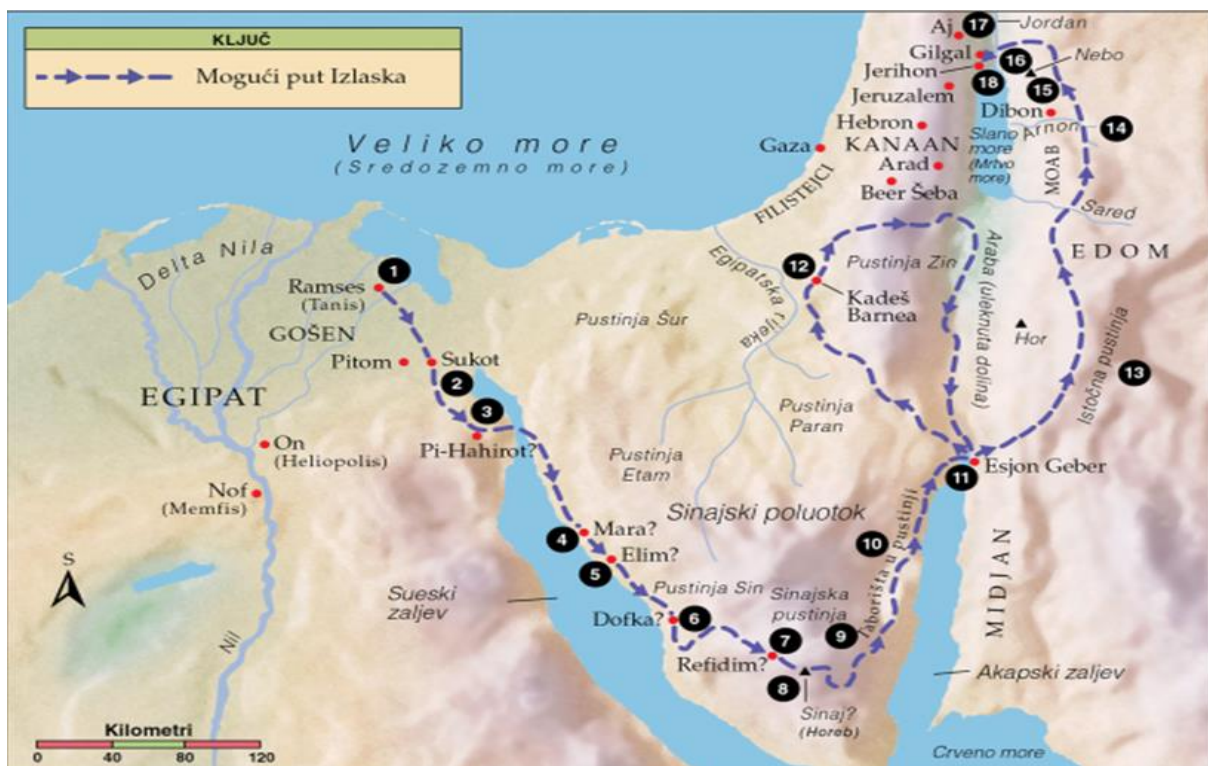 KLJUČ
Mogući put Izlaska
Veliko more
(Sredozemno more)
Delta Nila
1
Ramses
(Tanis)
GOŠEN
Pitom
Sukot
2
3
EGIPAT
Pi-Hahirot?
On
(Heliopolis)
Nof
(Memfis)
Nil
S
Kilometri
0 40 80 120
Gaza
FILISTEJCI
Egipatska rijeka
Pustinja Šur
Pustinja Etam
Pustinja Paran
Sinajski poluotok
4
Mara?
5
Elim?
Sueski
zaljev
Pustinja Sin
Dofka?
6
Sinajska
pustinja
7
Refidim?
8
Sinaj?
(Horeb)
9
10
Taborišta u pustinji
11
Esjon Geber
12
Kadeš
Barnea
Pustinja Zin
Araba (uleknuta dolina)
Hor
Istočna pustinja
13
EDOM
Sared
MOAB
Arnon
14
Dibon
15
16
Nebo
Jordan
17
Aj
Gilgal
Jerihon
18
Jeruzalem
Hebron
KANAAN
Arad
Beer Šeba
Slano
more
(Mrtvo
more)
MIDJAN
Akapski zaljev
Crveno more